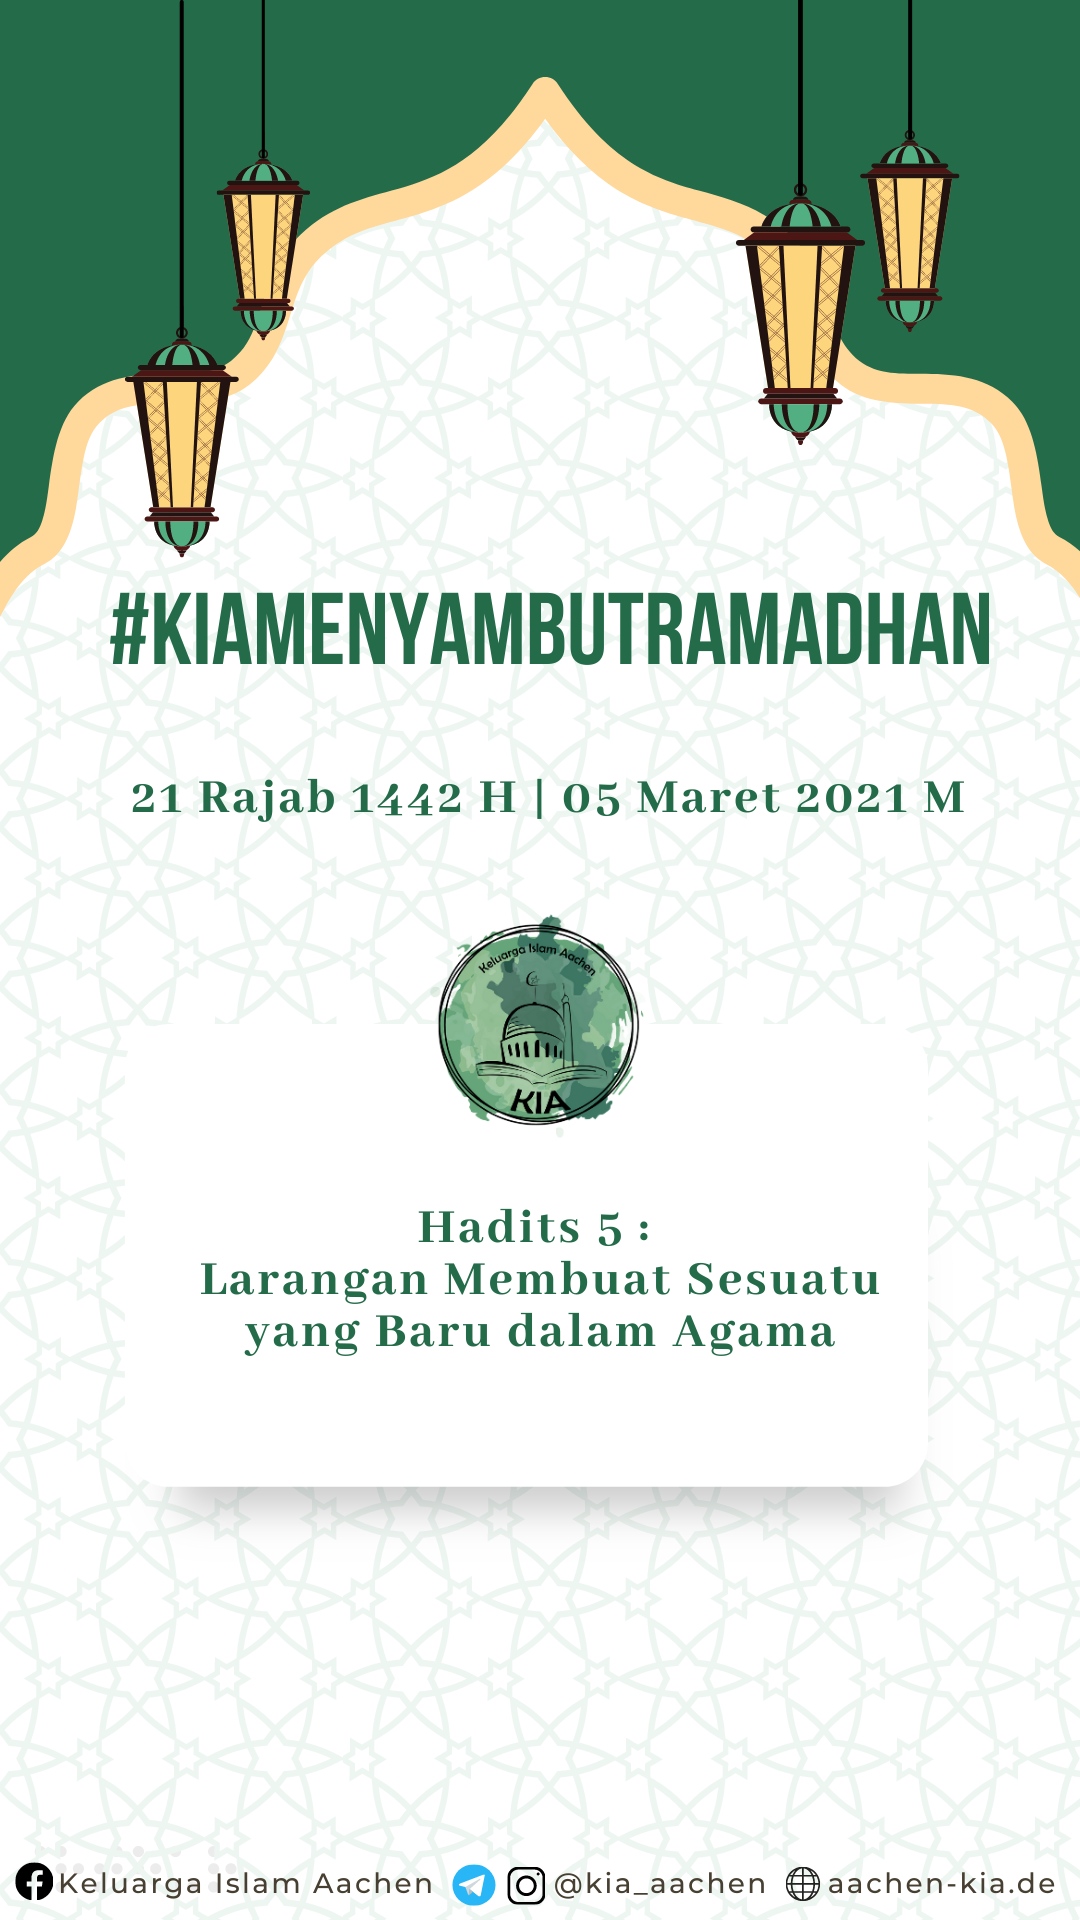 #KIAMENYAMBUTRAMADHAN
21 Rajab 1442 H | 05 Maret 2021 M
Keluarga Islam Aachen
KIA
Hadits 5 :
Larangan Membuat Sesuatu
yang Baru dalam Agama
Keluarga Islam Aachen @kia_aachen aachen-kia.de